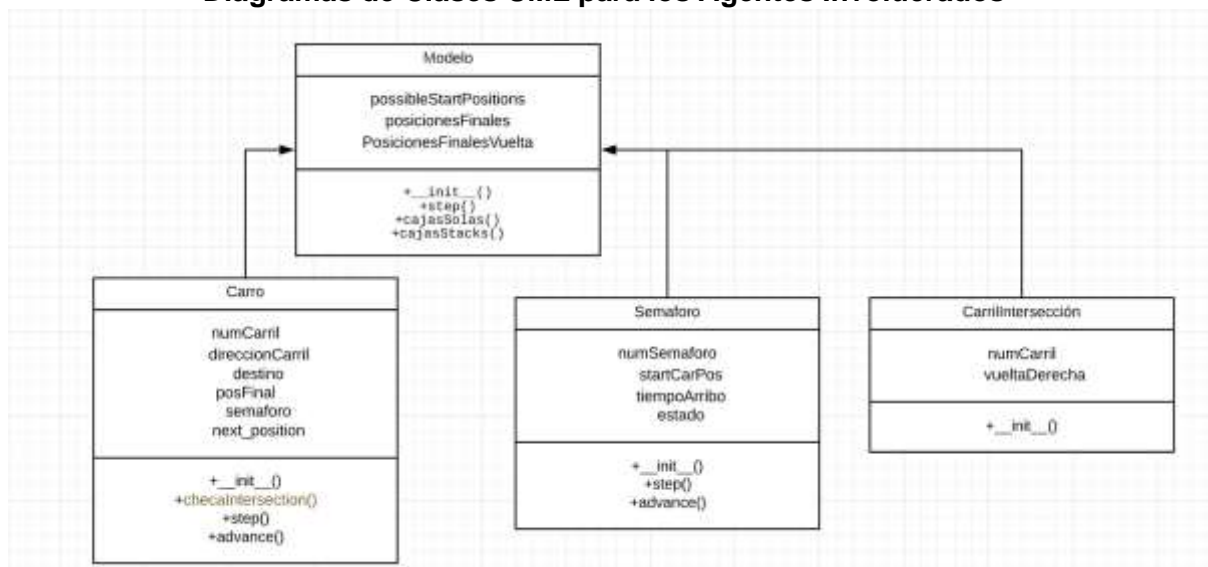 Diagramas de Clases UML para los Agentes Involucrados
Modelo
possibleStartPositions
posicionesFinales
PosicionesFinalesVuelta
+__init__()
+step()
+cajasSolas()
+cajasStacks()
Carro
numCarril
direccionCarril
destino
posFinal
semaforo
next_position
+__init__()
+checaIntersection()
+step()
+advance()
Semaforo
numSemaforo
startCarPos
tiempoArribo
estado
+__init__()
+step()
+advance()
CarrilIntersección
numCarril
vueltaDerecha
+__init__()